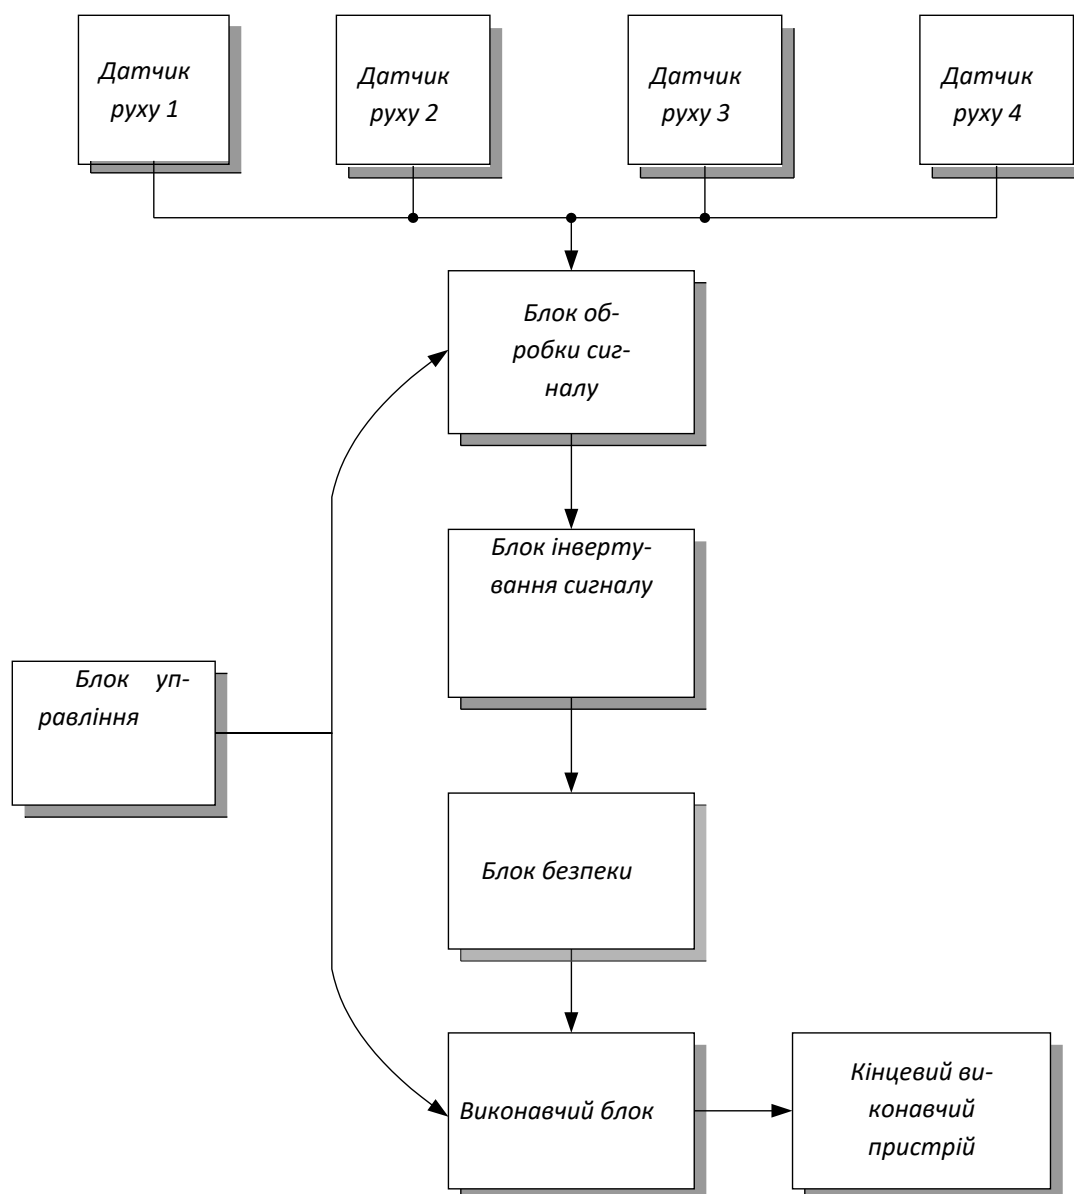 Датчик
руху 1
Датчик
руху 2
Датчик
руху 3
Датчик
руху 4
Блок об-
робки сиг-
налу
Блок інверту-
вання сигналу
Блок уп-
равління
Блок безпеки
Виконавчий блок
Кінцевий ви-
конавчий
пристрій